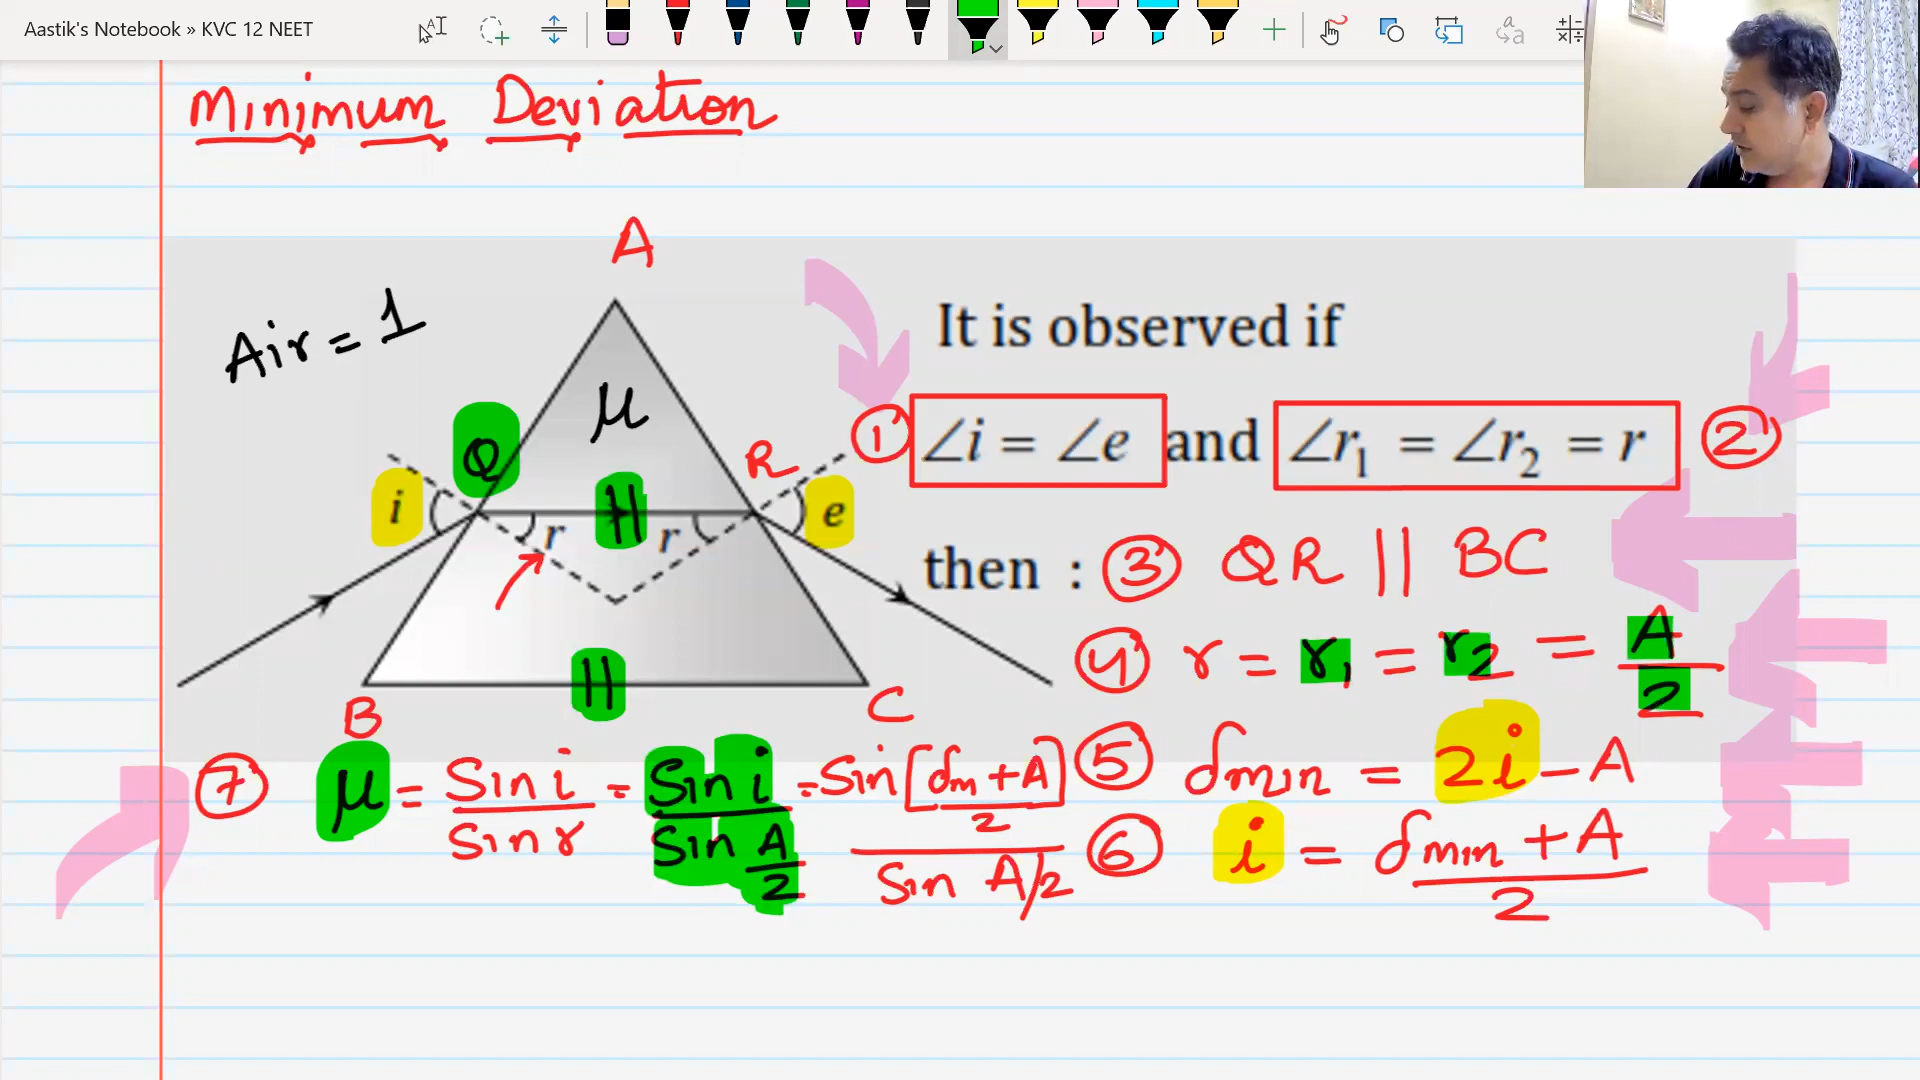 Aastik's Notebook » KVC 12 NEET
Minimum Deviation
A
Air = 1
μ
It is observed if
Q
R
① ∠i = ∠e and ∠r₁ = ∠r₂ = r ②
i
r
r
e
then : ③ QR || BC
④ r = r₁ = r₂ = A/2
B
C
⑤ δmin = 2i - A
⑥ i = δmin + A / 2
⑦ μ = Sin i / Sin r = Sin i / Sin A/2 = Sin [δm + A / 2] / Sin A/2